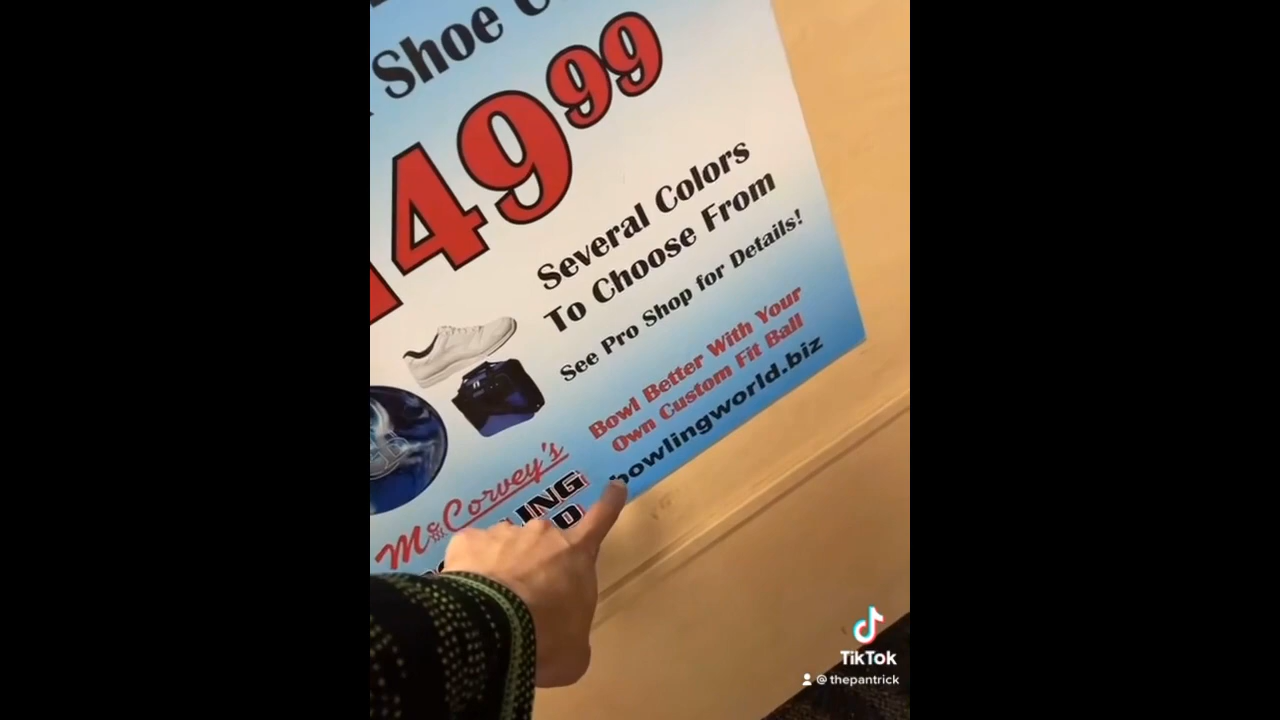 Shoe
49 99
Several Colors
To Choose From
See Pro Shop for Details!
Bowl Better With Your
Own Custom Fit Ball
bowlingworld.biz
McCorvey's
TikTok
@thepantrick